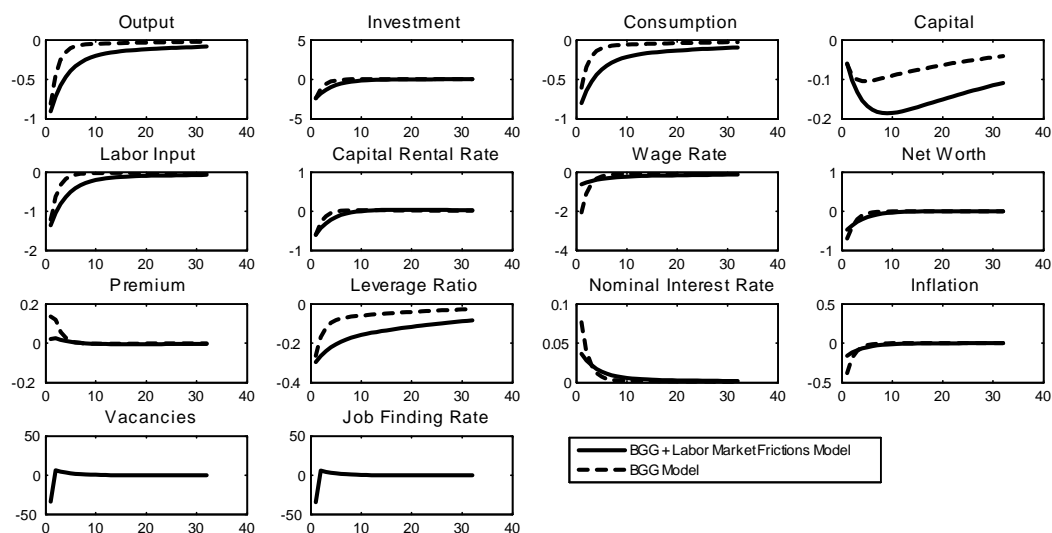 Output
Investment
Consumption
Capital
0
-0.5
-1
0 10 20 30 40
5
0
-5
0 10 20 30 40
0
-0.5
-1
0 10 20 30 40
0
-0.1
-0.2
0 10 20 30 40
Labor Input
Capital Rental Rate
Wage Rate
Net Worth
0
-1
-2
0 10 20 30 40
1
0
-1
0 10 20 30 40
0
-2
-4
0 10 20 30 40
1
0
-1
0 10 20 30 40
Premium
Leverage Ratio
Nominal Interest Rate
Inflation
0.2
0
-0.2
0 10 20 30 40
0
-0.2
-0.4
0 10 20 30 40
0.1
0.05
0
0 10 20 30 40
0.5
0
-0.5
0 10 20 30 40
Vacancies
Job Finding Rate
50
0
-50
0 10 20 30 40
50
0
-50
0 10 20 30 40
BGG + Labor Market Frictions Model
BGG Model